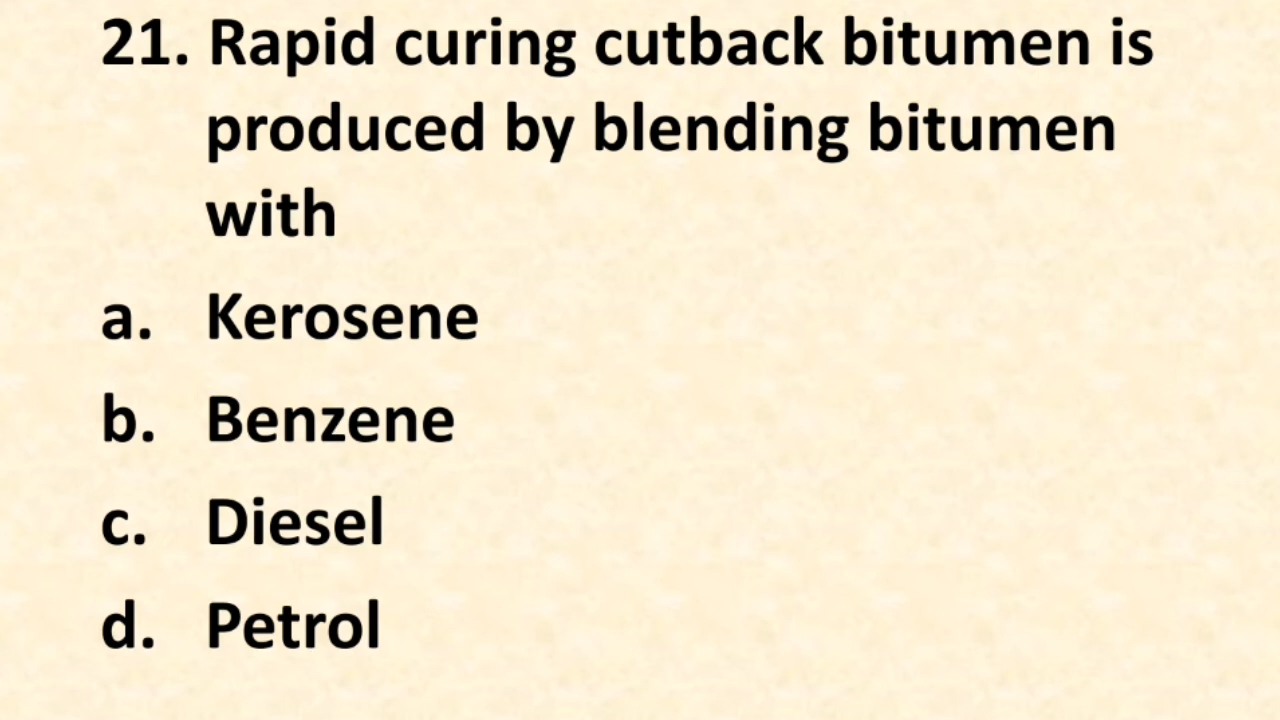 21. Rapid curing cutback bitumen is
produced by blending bitumen
with
a. Kerosene
b. Benzene
c. Diesel
d. Petrol